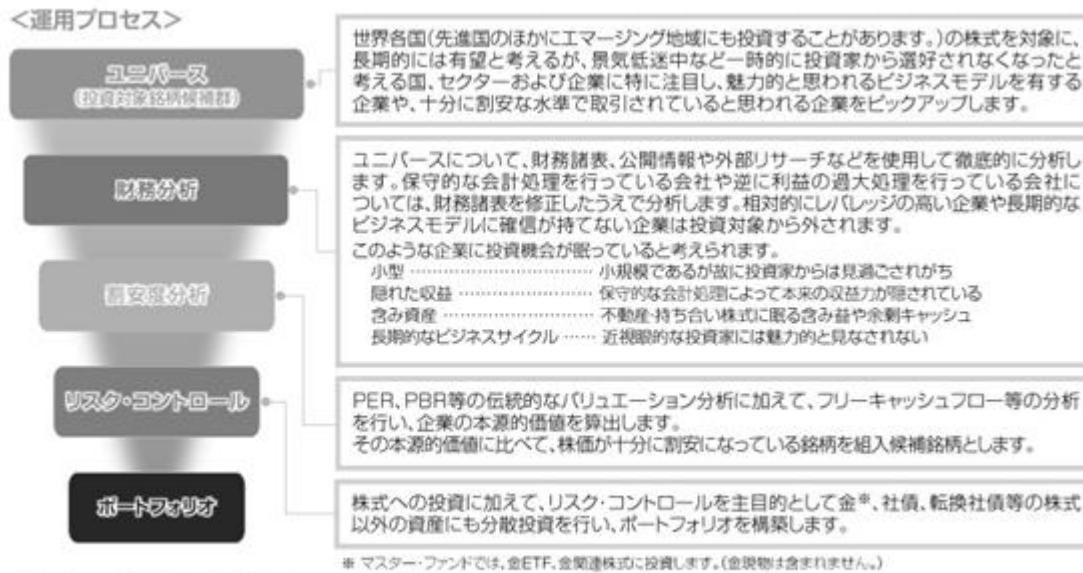 ＜運用プロセス＞
ユニバース
(投資対象銘柄候補群)
世界各国(先進国のほかにエマージング地域にも投資することがあります。)の株式を対象に、
長期的には有望と考えるが、景気低迷中など一時的に投資家から選好されなくなったと
考える国、セクターおよび企業に特に注目し、魅力的と思われるビジネスモデルを有する
企業や、十分に割安な水準で取引されていると思われる企業をピックアップします。
財務分析
ユニバースについて、財務諸表、公開情報や外部リサーチなどを使用して徹底的に分析し
ます。保守的な会計処理を行っている会社や逆に利益の過大処理を行っている会社に
ついては、財務諸表を修正したうえで分析します。相対的にレバレッジの高い企業や長期的な
ビジネスモデルに確信が持てない企業は投資対象から外されます。
このような企業に投資機会が眠っていると考えられます。
小型 ……………………………… 小規模であるが故に投資家からは見過ごされがち
隠れた収益 ……………………… 保守的な会計処理によって本来の収益力が隠されている
含み資産 ………………………… 不動産・持ち合い株式に眠る含み益や余剰キャッシュ
長期的なビジネスサイクル …… 近視眼的な投資家には魅力的と見なされない
割安度分析
PER、PBR等の伝統的なバリュエーション分析に加えて、フリーキャッシュフロー等の分析
を行い、企業の本源的価値を算出します。
その本源的価値に比べて、株価が十分に割安になっている銘柄を組入候補銘柄とします。
リスク・コントロール
株式への投資に加えて、リスク・コントロールを主目的として金※、社債、転換社債等の株式
以外の資産にも分散投資を行い、ポートフォリオを構築します。
ポートフォリオ
※ マスター・ファンドでは、金ETF、金関連株式に投資します。(金現物は含まれません。)